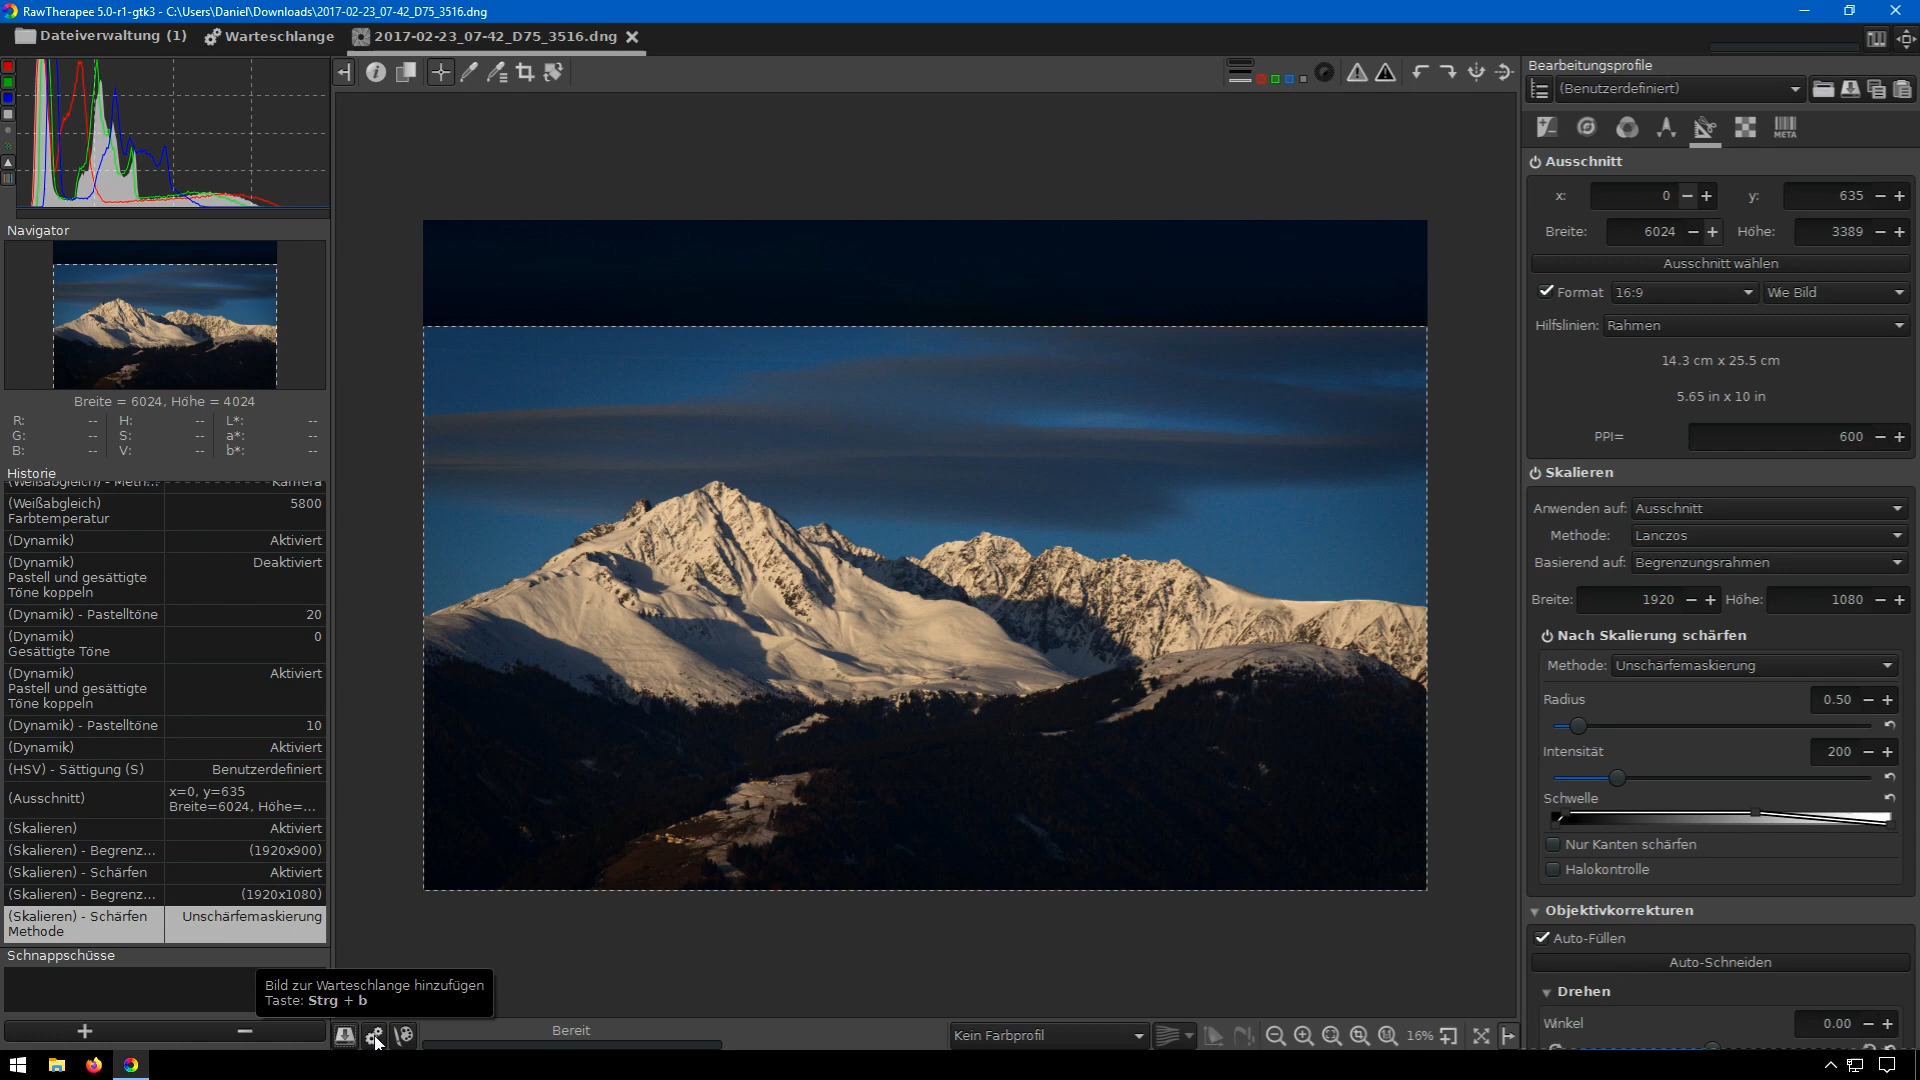 RawTherapee 5.0-r1-gtk3 - C:\Users\Daniel\Downloads\2017-02-23_07-42_D75_3516.dng
Dateiverwaltung (1)
Warteschlange
2017-02-23_07-42_D75_3516.dng
Navigator
Breite = 6024, Höhe = 4024
R: -- H: -- L*: --
G: -- S: -- a*: --
B: -- V: -- b*: --
Historie
(Weißabgleich) - Meth... Kamera
(Weißabgleich) 5800
Farbtemperatur
(Dynamik) Aktiviert
(Dynamik) Deaktiviert
Pastell und gesättigte
Töne koppeln
(Dynamik) - Pastelltöne 20
(Dynamik) 0
Gesättigte Töne
(Dynamik) Aktiviert
Pastell und gesättigte
Töne koppeln
(Dynamik) - Pastelltöne 10
(Dynamik) Aktiviert
(HSV) - Sättigung (S) Benutzerdefiniert
(Ausschnitt) x=0, y=635
Breite=6024, Höhe=...
(Skalieren) Aktiviert
(Skalieren) - Begrenz... (1920x900)
(Skalieren) - Schärfen Aktiviert
(Skalieren) - Begrenz... (1920x1080)
(Skalieren) - Schärfen Unschärfemaskierung
Methode
Schnappschüsse
Bild zur Warteschlange hinzufügen
Taste: Strg + b
Bereit
Kein Farbprofil
16%
Bearbeitungsprofile
(Benutzerdefiniert)
META
Ausschnitt
x: 0 y: 635
Breite: 6024 Höhe: 3389
Ausschnitt wählen
Format 16:9 Wie Bild
Hilfslinien: Rahmen
14.3 cm x 25.5 cm
5.65 in x 10 in
PPI= 600
Skalieren
Anwenden auf: Ausschnitt
Methode: Lanczos
Basierend auf: Begrenzungsrahmen
Breite: 1920 Höhe: 1080
Nach Skalierung schärfen
Methode: Unschärfemaskierung
Radius 0.50
Intensität 200
Schwelle
Nur Kanten schärfen
Halokontrolle
Objektivkorrekturen
Auto-Füllen
Auto-Schneiden
Drehen
Winkel 0.00